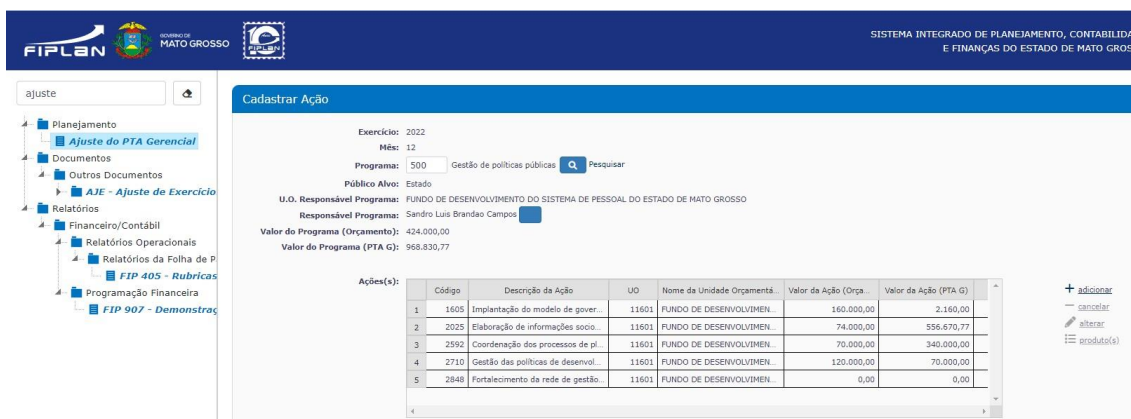 FIPLAN
GOVERNO DE
MATO GROSSO
FIPLAN
SISTEMA INTEGRADO DE PLANEJAMENTO, CONTABILIDA
E FINANÇAS DO ESTADO DE MATO GROS
ajuste
Planejamento
Ajuste do PTA Gerencial
Documentos
Outros Documentos
AJE - Ajuste de Exercício
Relatórios
Financeiro/Contábil
Relatórios Operacionais
Relatórios da Folha de P
FIP 405 - Rubricas
Programação Financeira
FIP 907 - Demonstraç
Cadastrar Ação
Exercício: 2022
Mês: 12
Programa: 500 Gestão de políticas públicas Pesquisar
Público Alvo: Estado
U.O. Responsável Programa: FUNDO DE DESENVOLVIMENTO DO SISTEMA DE PESSOAL DO ESTADO DE MATO GROSSO
Responsável Programa: Sandro Luis Brandao Campos
Valor do Programa (Orçamento): 424.000,00
Valor do Programa (PTA G): 968.830,77
Ações(s):
Código Descrição da Ação UO Nome da Unidade Orçamentá... Valor da Ação (Orça... Valor da Ação (PTA G)
1 1605 Implantação do modelo de gover... 11601 FUNDO DE DESENVOLVIMEN... 160.000,00 2.160,00
2 2025 Elaboração de informações socio... 11601 FUNDO DE DESENVOLVIMEN... 74.000,00 556.670,77
3 2592 Coordenação dos processos de pl... 11601 FUNDO DE DESENVOLVIMEN... 70.000,00 340.000,00
4 2710 Gestão das políticas de desenvol... 11601 FUNDO DE DESENVOLVIMEN... 120.000,00 70.000,00
5 2848 Fortalecimento da rede de gestão... 11601 FUNDO DE DESENVOLVIMEN... 0,00 0,00
adicionar
cancelar
alterar
produto(s)